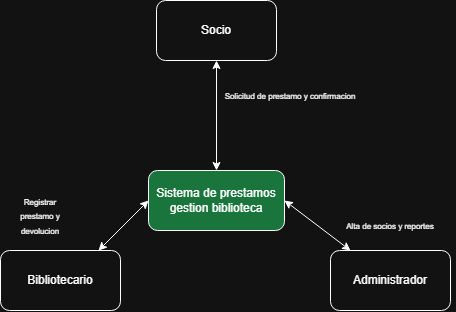 Socio
Solicitud de prestamo y confirmacion
Sistema de prestamos
gestion biblioteca
Registrar
prestamo y
devolucion
Alta de socios y reportes
Bibliotecario
Administrador